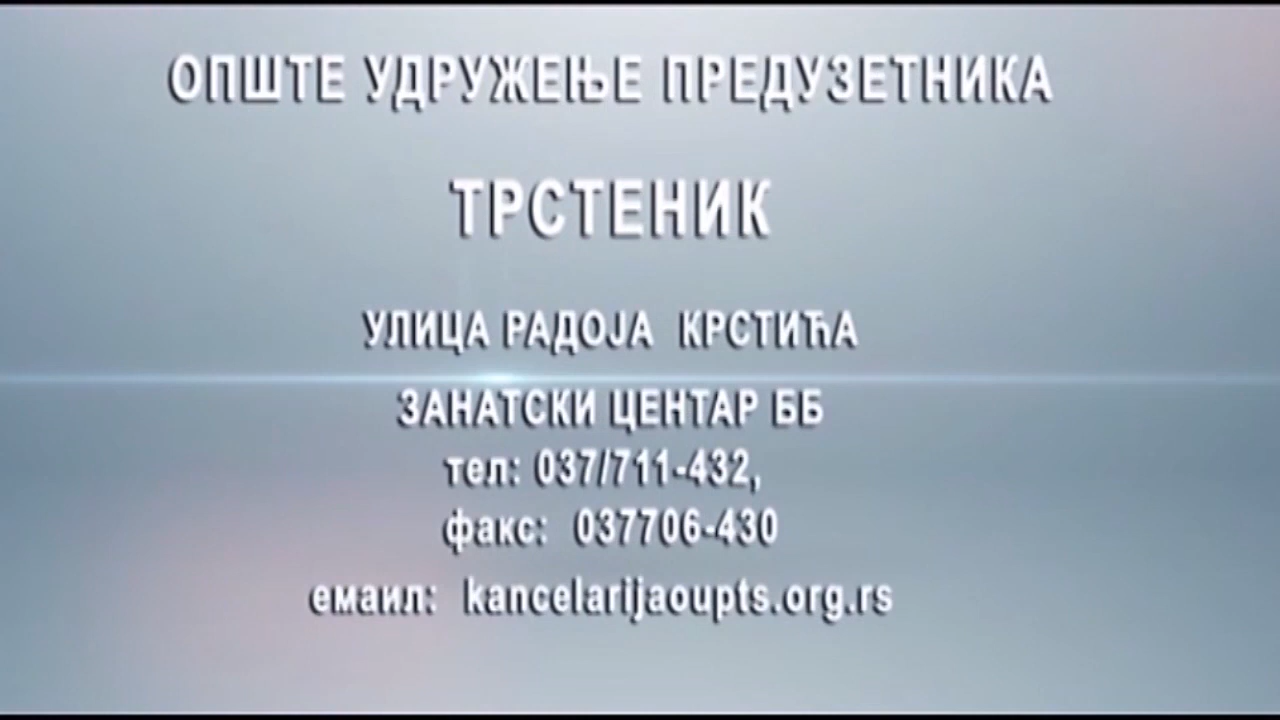 ОПШТЕ УДРУЖЕЊЕ ПРЕДУЗЕТНИКА
ТРСТЕНИК
УЛИЦА РАДОЈА КРСТИЋА
ЗАНАТСКИ ЦЕНТАР ББ
тел: 037/711-432,
факс: 037706-430
емаил: kancelarijaoupts.org.rs